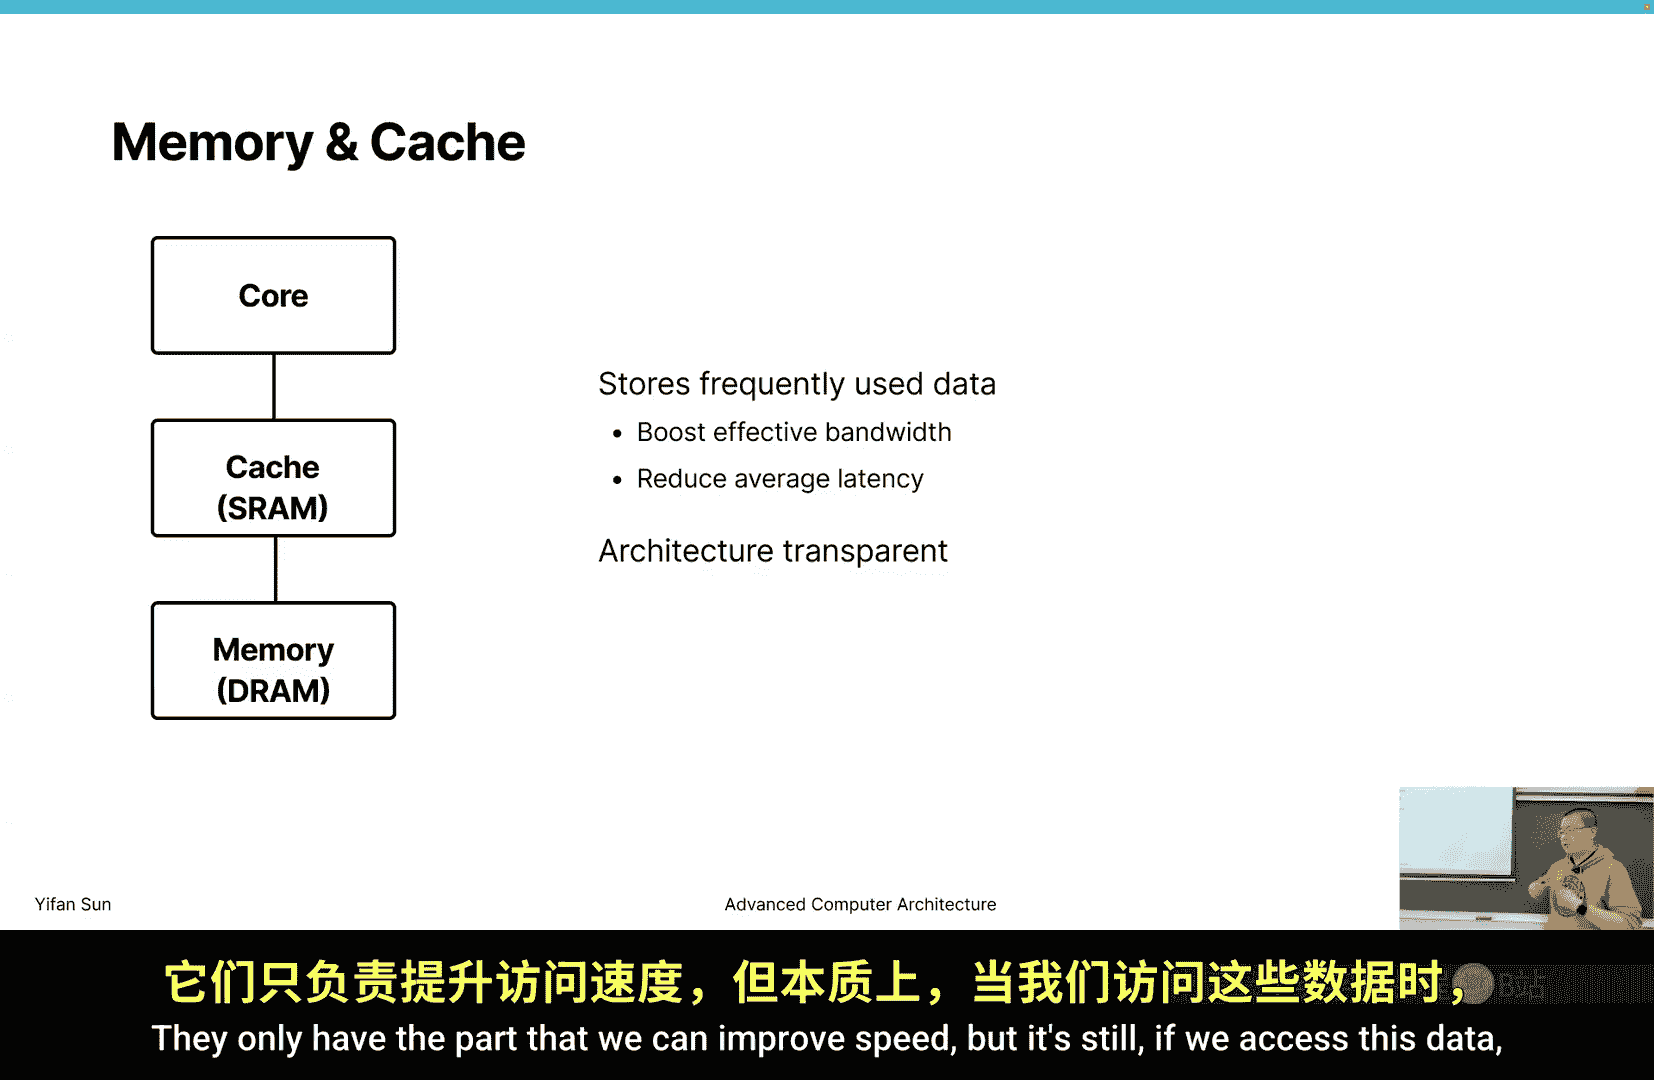 Memory & Cache
Core
Cache
(SRAM)
Memory
(DRAM)
Stores frequently used data
• Boost effective bandwidth
• Reduce average latency
Architecture transparent
Yifan Sun
Advanced Computer Architecture
它们只负责提升访问速度，但本质上，当我们访问这些数据时，
B站
They only have the part that we can improve speed, but it's still, if we access this data,